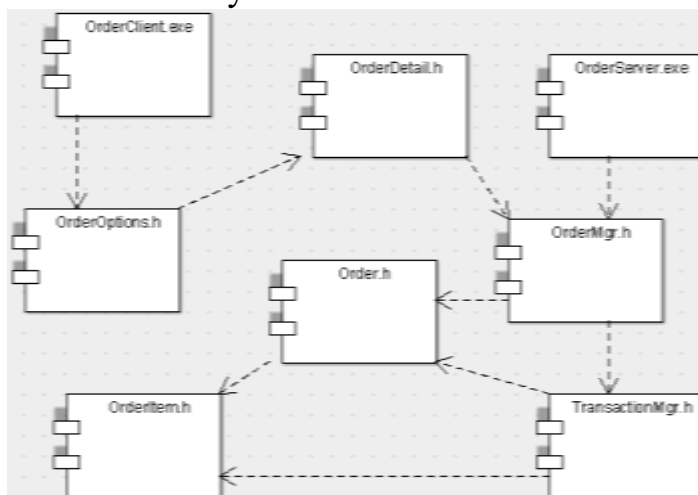 OrderClient.exe
OrderDetail.h
OrderServer.exe
OrderOptions.h
OrderMgr.h
Order.h
OrderItem.h
TransactionMgr.h